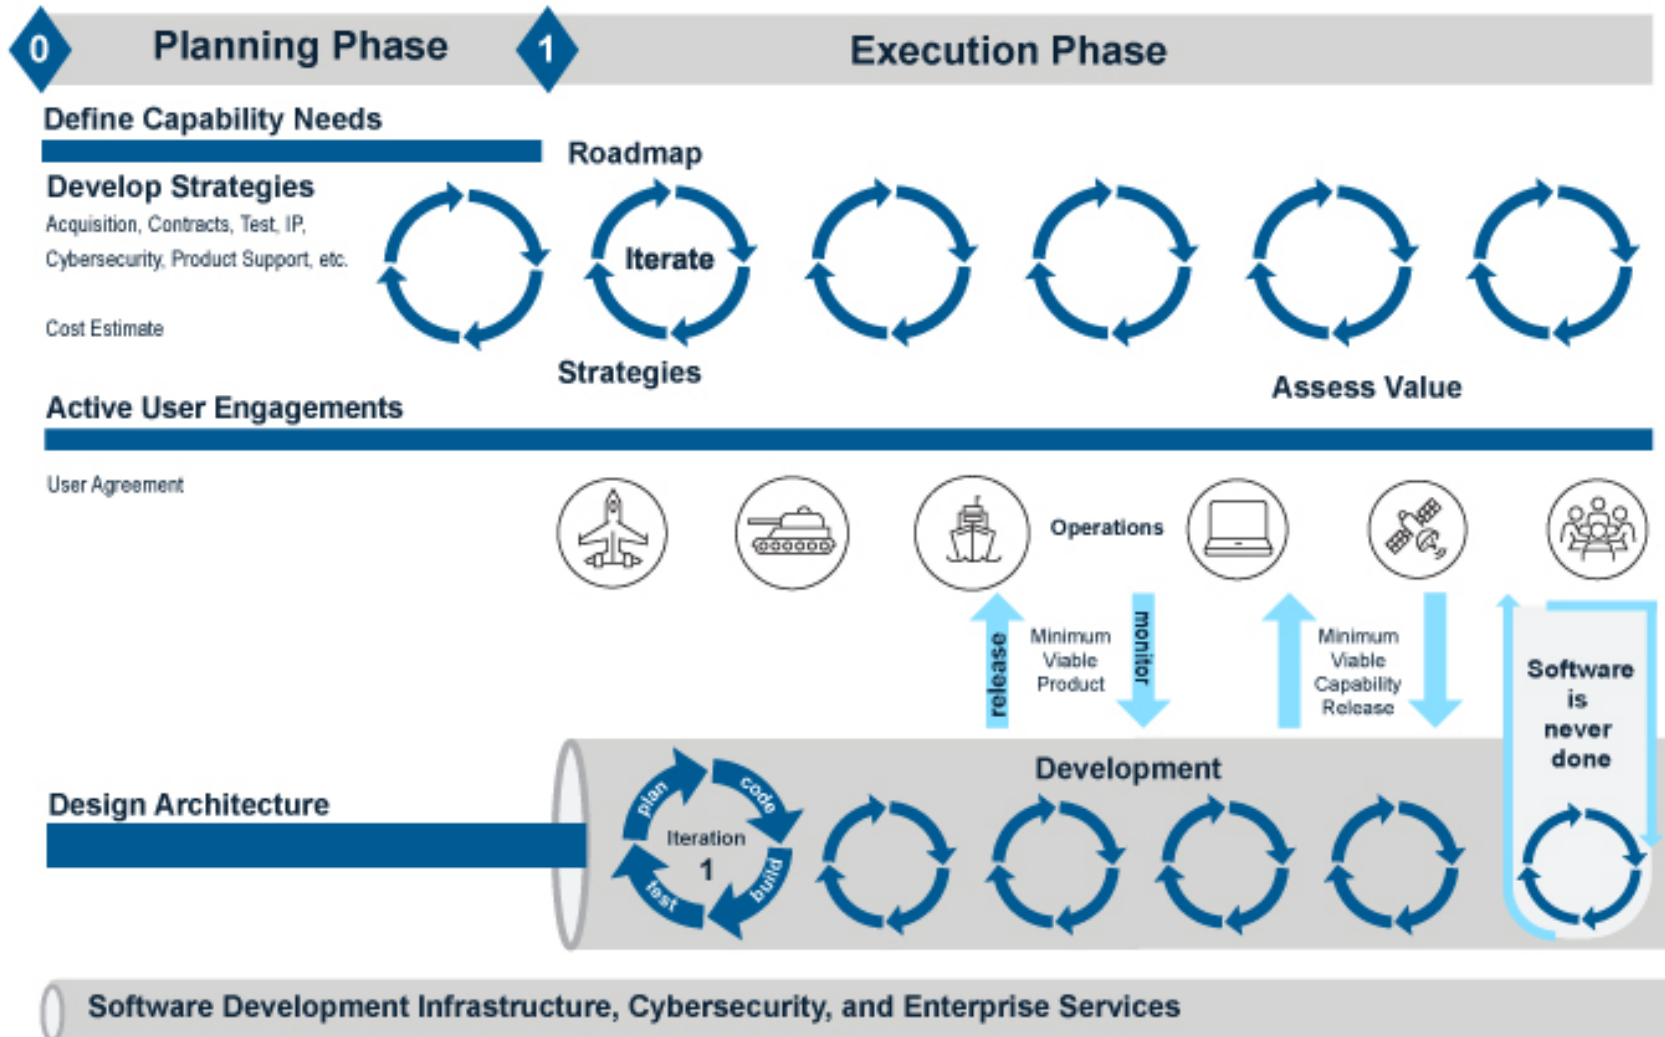 0
Planning Phase
1
Execution Phase
Define Capability Needs
Roadmap
Develop Strategies
Acquisition, Contracts, Test, IP,
Cybersecurity, Product Support, etc.
Iterate
Cost Estimate
Strategies
Assess Value
Active User Engagements
User Agreement
Operations
release
Minimum
Viable
Product
monitor
Minimum
Viable
Capability
Release
Software
is
never
done
Development
Design Architecture
plan
code
build
test
Iteration
1
Software Development Infrastructure, Cybersecurity, and Enterprise Services